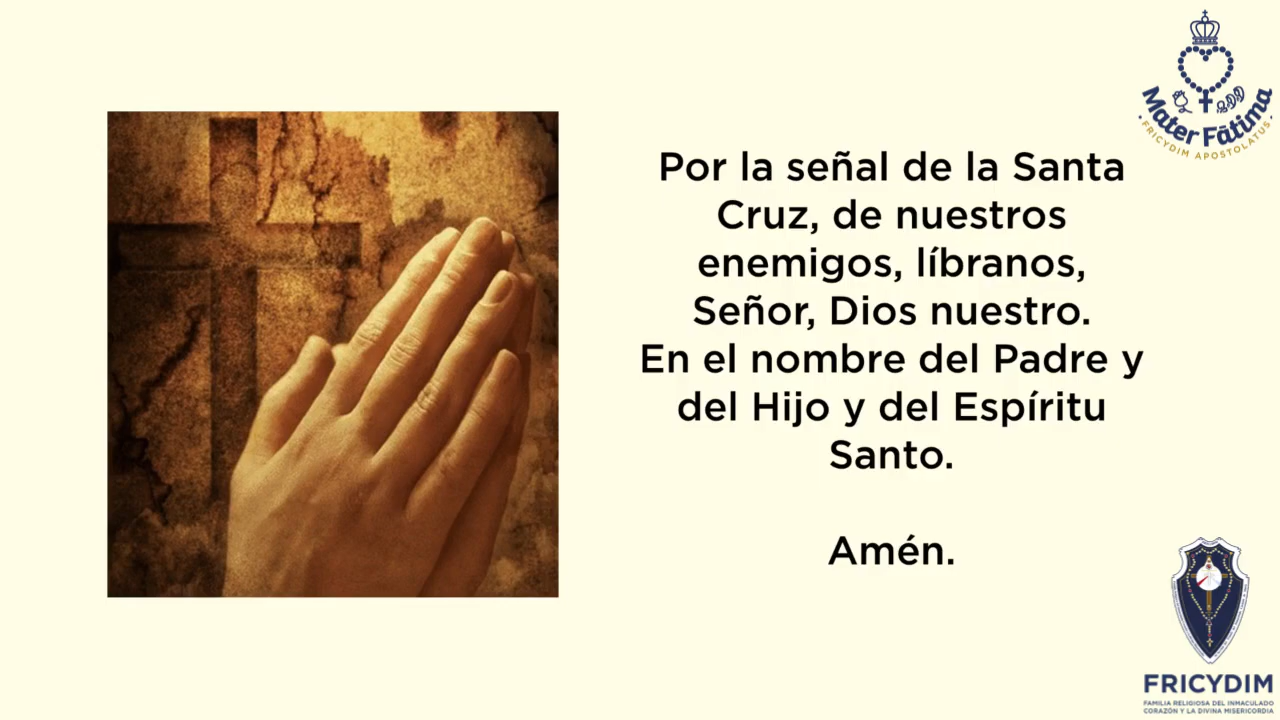 Mater Fātima
· FRICYDIM APOSTOLATUS ·
Por la señal de la Santa
Cruz, de nuestros
enemigos, líbranos,
Señor, Dios nuestro.
En el nombre del Padre y
del Hijo y del Espíritu
Santo.
Amén.
FRICYDIM
FAMILIA RELIGIOSA DEL INMACULADO
CORAZÓN Y LA DIVINA MISERICORDIA